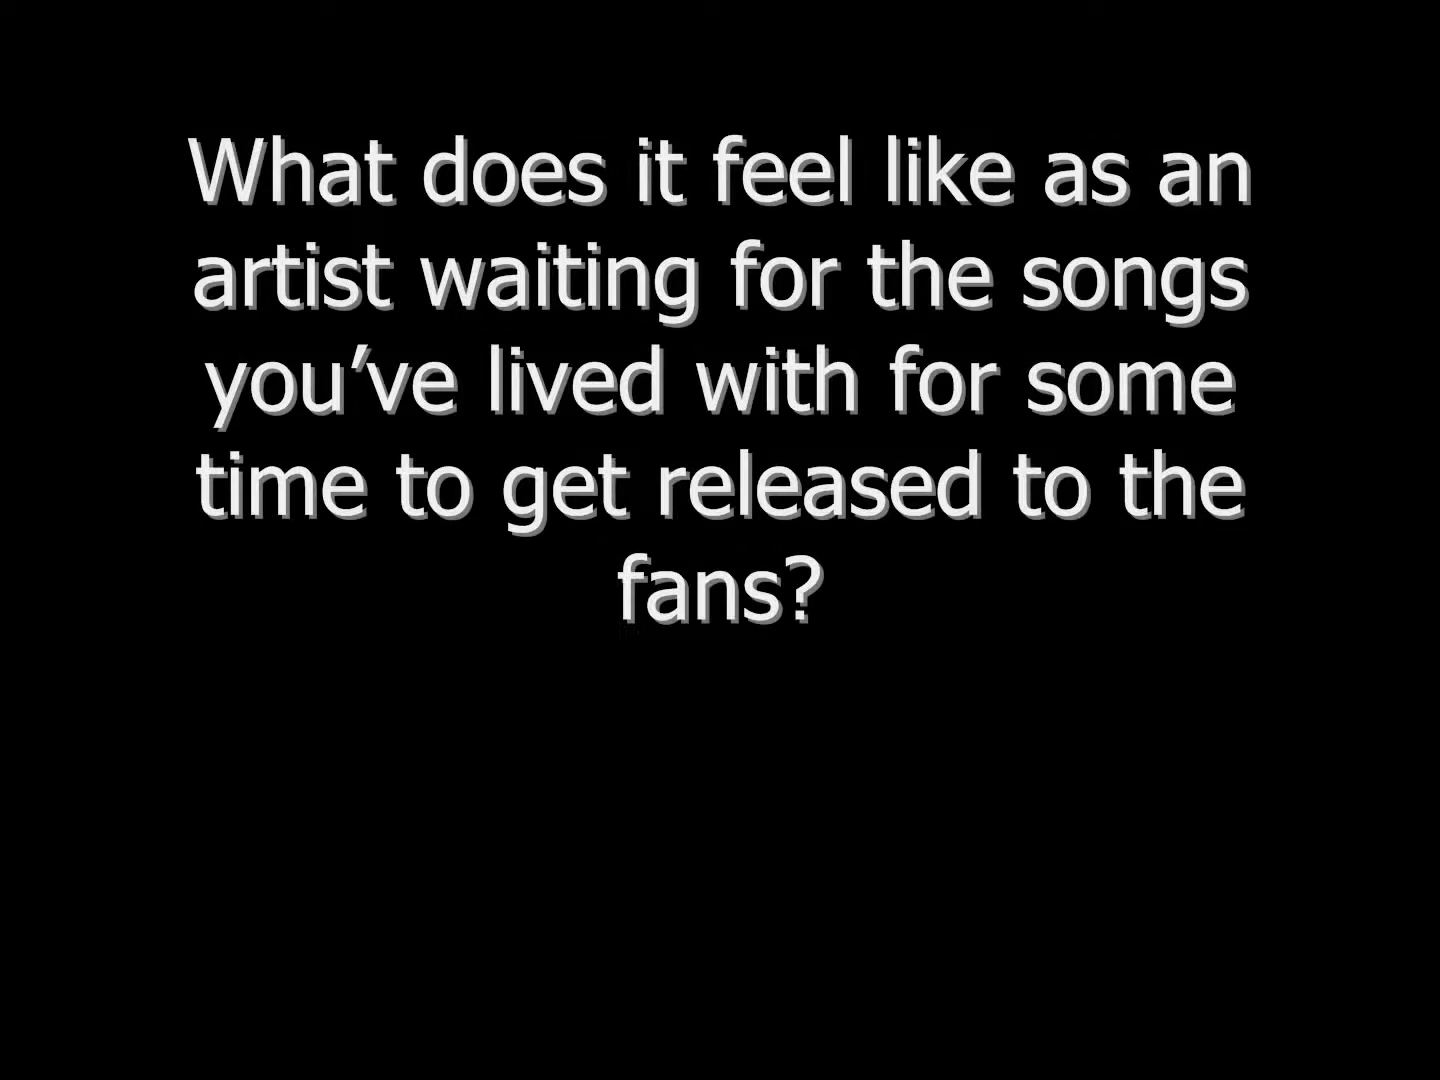 What does it feel like as an
artist waiting for the songs
you’ve lived with for some
time to get released to the
fans?